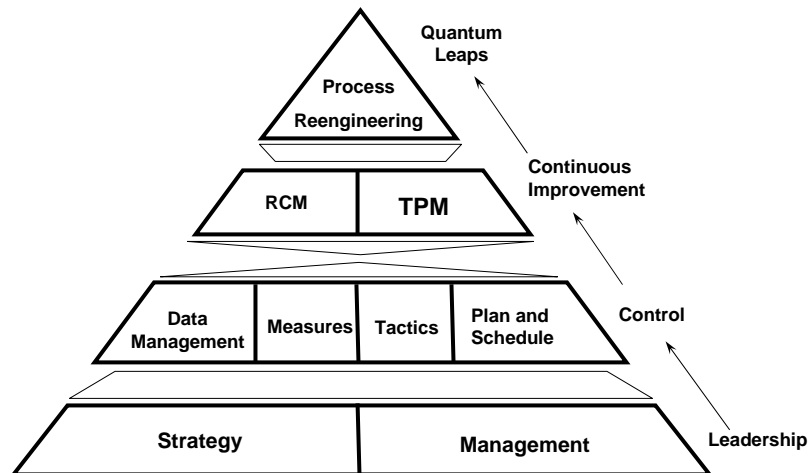 Quantum
Leaps
Process
Reengineering
Continuous
Improvement
RCM
TPM
Control
Data
Management
Measures
Tactics
Plan and
Schedule
Leadership
Strategy
Management